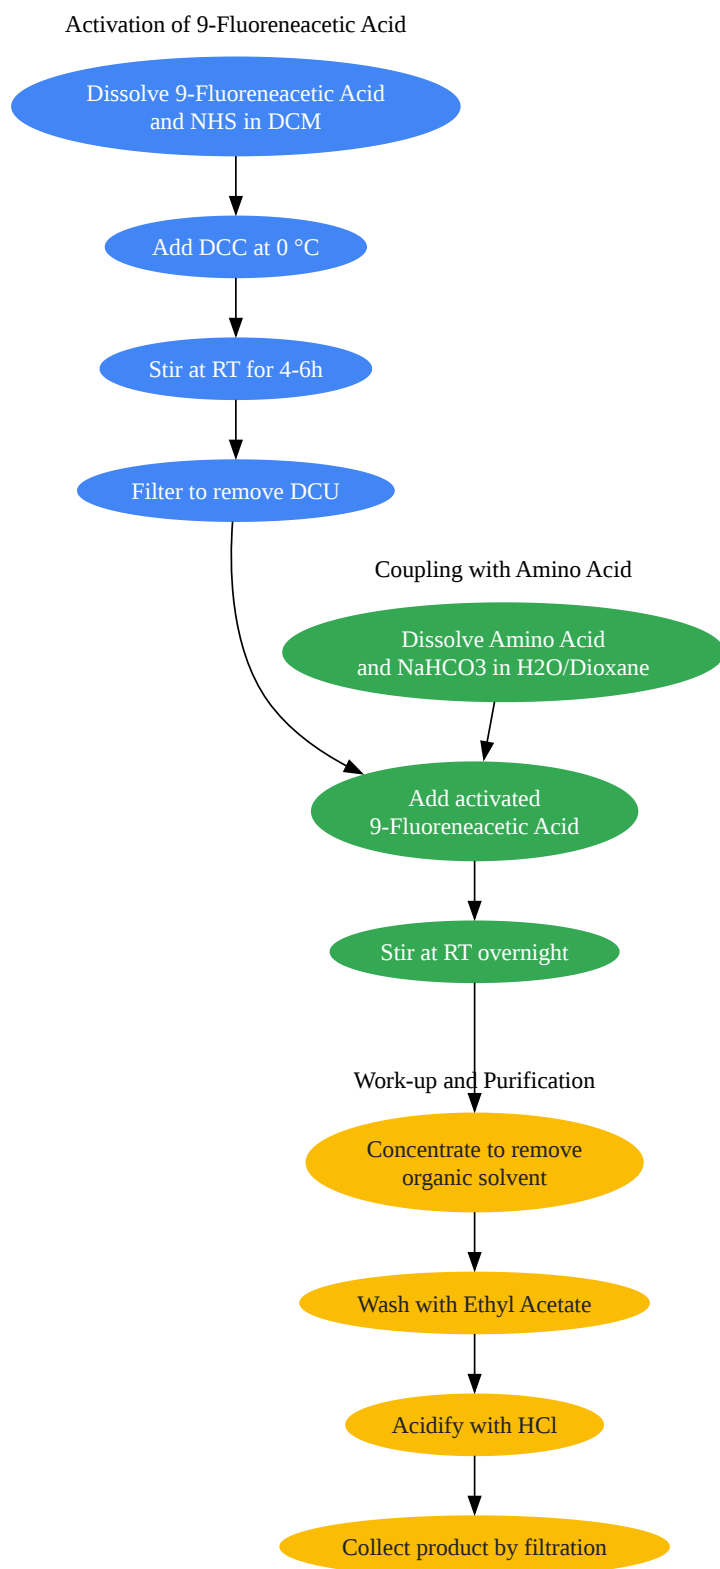 Activation of 9-Fluoreneacetic Acid
Dissolve 9-Fluoreneacetic Acid
and NHS in DCM
Add DCC at 0 °C
Stir at RT for 4-6h
Filter to remove DCU
Coupling with Amino Acid
Dissolve Amino Acid
and NaHCO3 in H2O/Dioxane
Add activated
9-Fluoreneacetic Acid
Stir at RT overnight
Work-up and Purification
Concentrate to remove
organic solvent
Wash with Ethyl Acetate
Acidify with HCl
Collect product by filtration